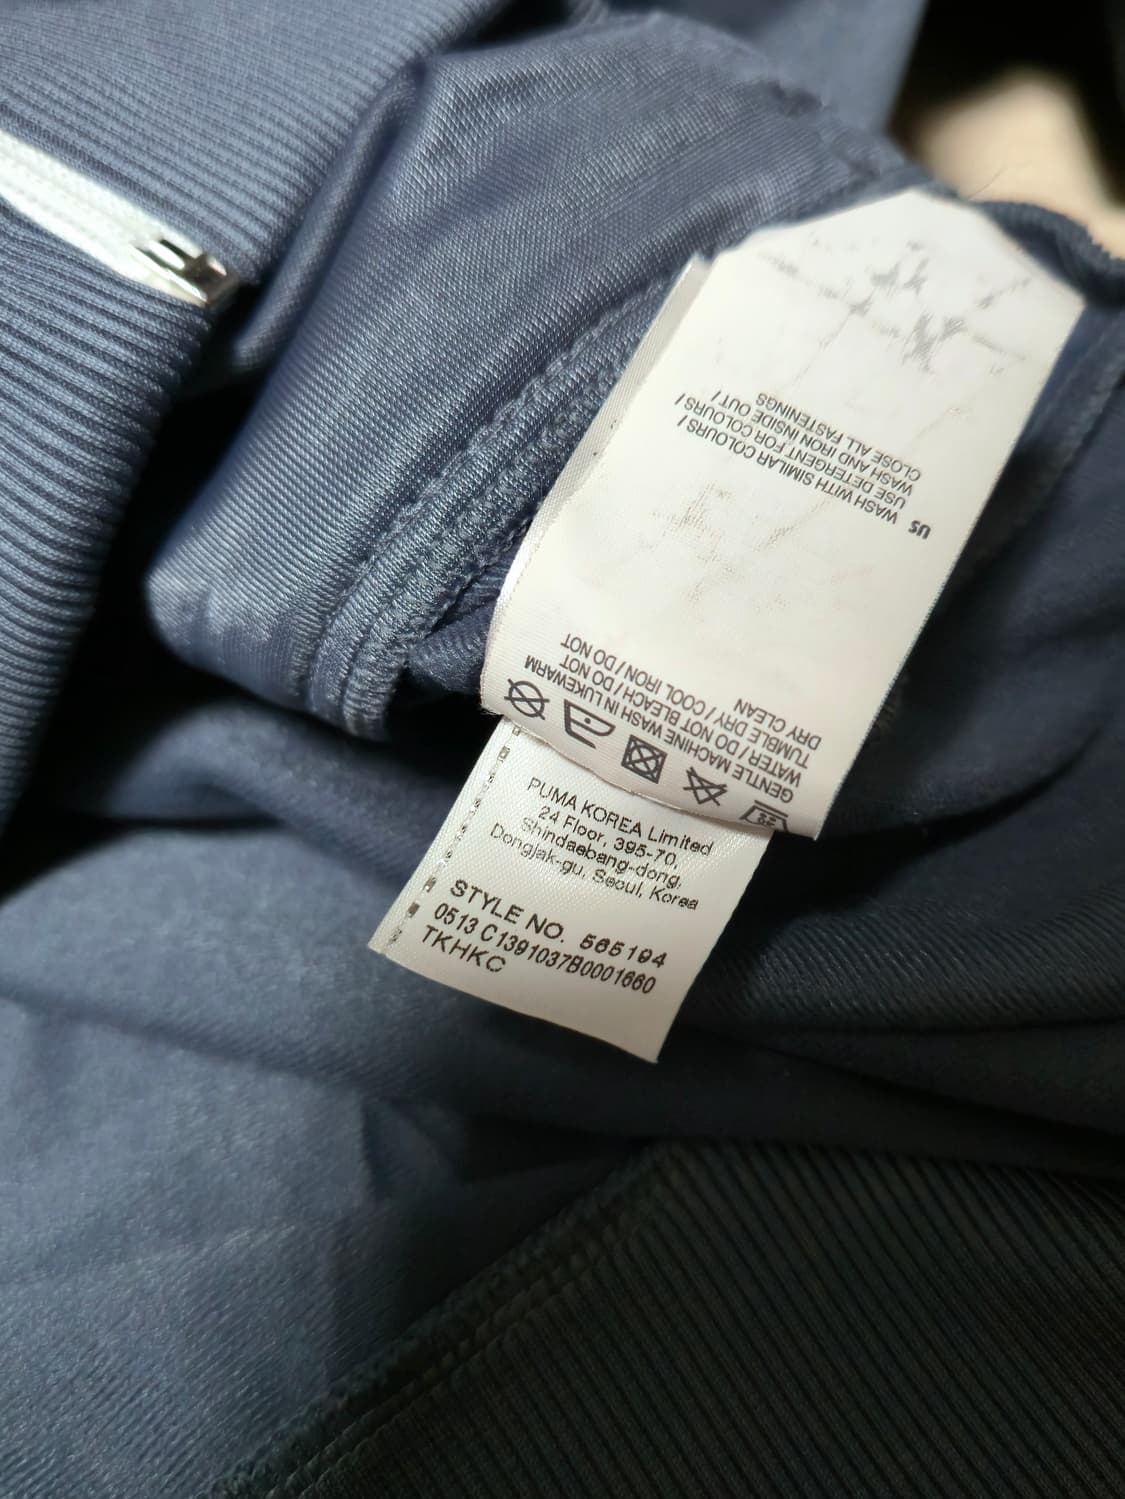 US WASH WITH SIMILAR COLOURS /
USE DETERGENT FOR COLOURS /
WASH AND IRON INSIDE OUT /
CLOSE ALL FASTENINGS
GENTLE MACHINE WASH IN LUKEWARM
WATER / DO NOT BLEACH / DO NOT
TUMBLE DRY / COOL IRON / DO NOT
DRY CLEAN
PUMA KOREA Limited
24 Floor, 395-70,
Shindaebang-dong,
Dongjak-gu, Seoul, Korea
STYLE NO. 565194
0513 C1391037B0001660
TKHKC